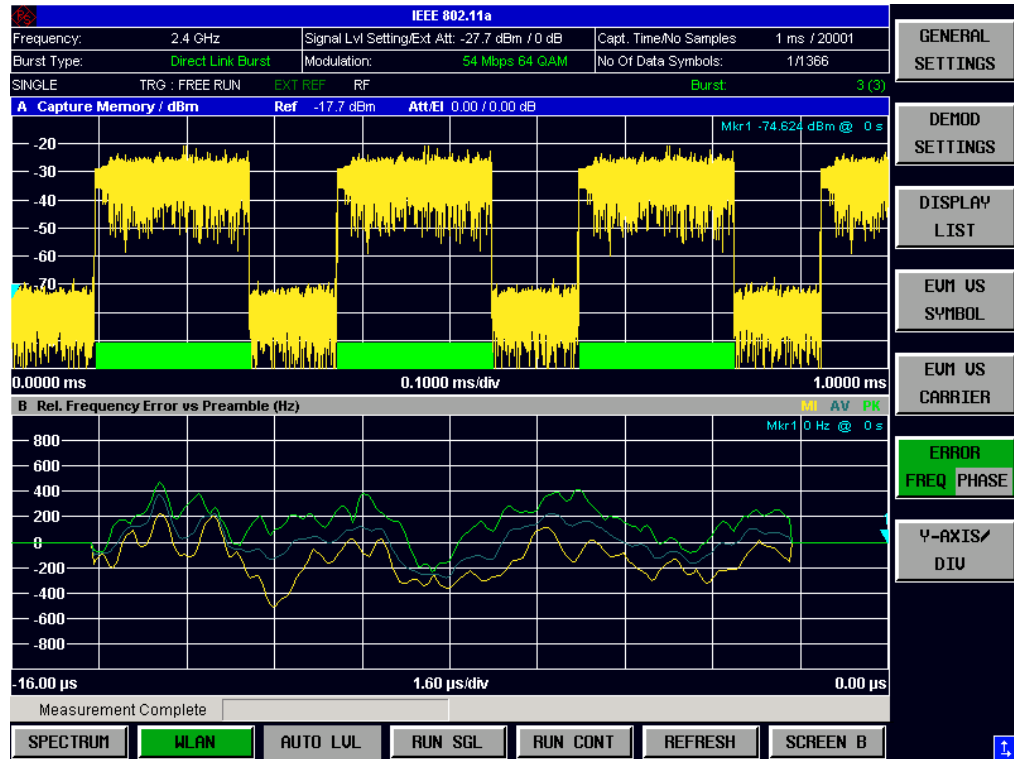 IEEE 802.11a
Frequency: 2.4 GHz Signal Lvl Setting/Ext Att: -27.7 dBm / 0 dB Capt. Time/No Samples 1 ms / 20001
Burst Type: Direct Link Burst Modulation: 54 Mbps 64 QAM No Of Data Symbols: 1/1366
SINGLE TRG : FREE RUN EXT REF RF Burst: 3 (3)
A Capture Memory / dBm Ref -17.7 dBm Att/El 0.00 / 0.00 dB
Mkr1 -74.624 dBm @ 0 s
-20
-30
-40
-50
-60
-70
0.0000 ms 0.1000 ms/div 1.0000 ms
B Rel. Frequency Error vs Preamble (Hz) MI AV PK
Mkr1 0 Hz @ 0 s
800
600
400
200
0
-200
-400
-600
-800
-16.00 µs 1.60 µs/div 0.00 µs
Measurement Complete
SPECTRUM WLAN AUTO LVL RUN SGL RUN CONT REFRESH SCREEN B
GENERAL
SETTINGS
DEMOD
SETTINGS
DISPLAY
LIST
EVM VS
SYMBOL
EVM VS
CARRIER
ERROR
FREQ PHASE
Y-AXIS/
DIV